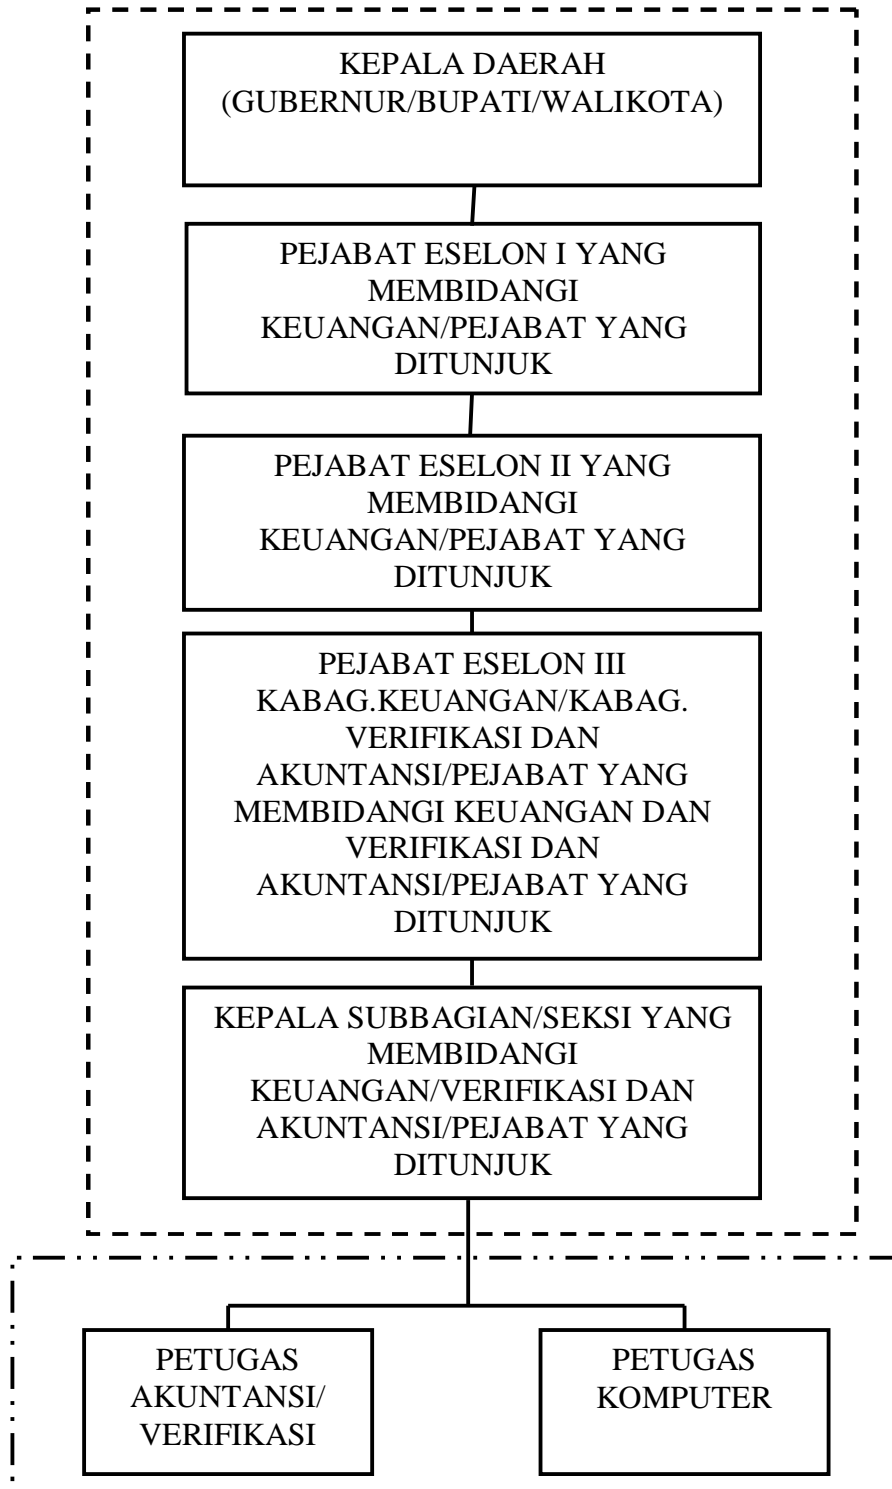 KEPALA DAERAH
(GUBERNUR/BUPATI/WALIKOTA)
PEJABAT ESELON I YANG
MEMBIDANGI
KEUANGAN/PEJABAT YANG
DITUNJUK
PEJABAT ESELON II YANG
MEMBIDANGI
KEUANGAN/PEJABAT YANG
DITUNJUK
PEJABAT ESELON III
KABAG.KEUANGAN/KABAG.
VERIFIKASI DAN
AKUNTANSI/PEJABAT YANG
MEMBIDANGI KEUANGAN DAN
VERIFIKASI DAN
AKUNTANSI/PEJABAT YANG
DITUNJUK
KEPALA SUBBAGIAN/SEKSI YANG
MEMBIDANGI
KEUANGAN/VERIFIKASI DAN
AKUNTANSI/PEJABAT YANG
DITUNJUK
PETUGAS
AKUNTANSI/
VERIFIKASI
PETUGAS
KOMPUTER